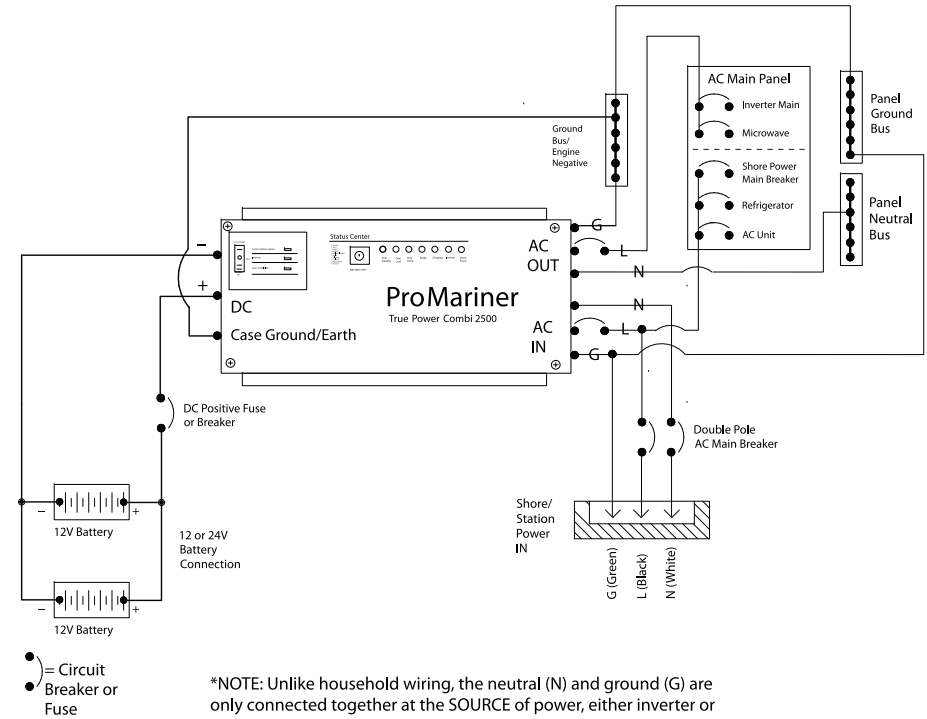 AC Main Panel
Inverter Main
Microwave
Shore Power
Main Breaker
Refrigerator
AC Unit
Panel
Ground
Bus
Panel
Neutral
Bus
Ground
Bus/
Engine
Negative
Status Center
G
AC
OUT
L
N
–
+
DC
ProMariner
True Power Combi 2500
Case Ground/Earth
N
AC
IN
L
G
DC Positive Fuse
or Breaker
Double Pole
AC Main Breaker
– +
12V Battery
12 or 24V
Battery
Connection
– +
12V Battery
Shore/
Station
Power
IN
G (Green)
L (Black)
N (White)
= Circuit
Breaker or
Fuse
*NOTE: Unlike household wiring, the neutral (N) and ground (G) are
only connected together at the SOURCE of power, either inverter or